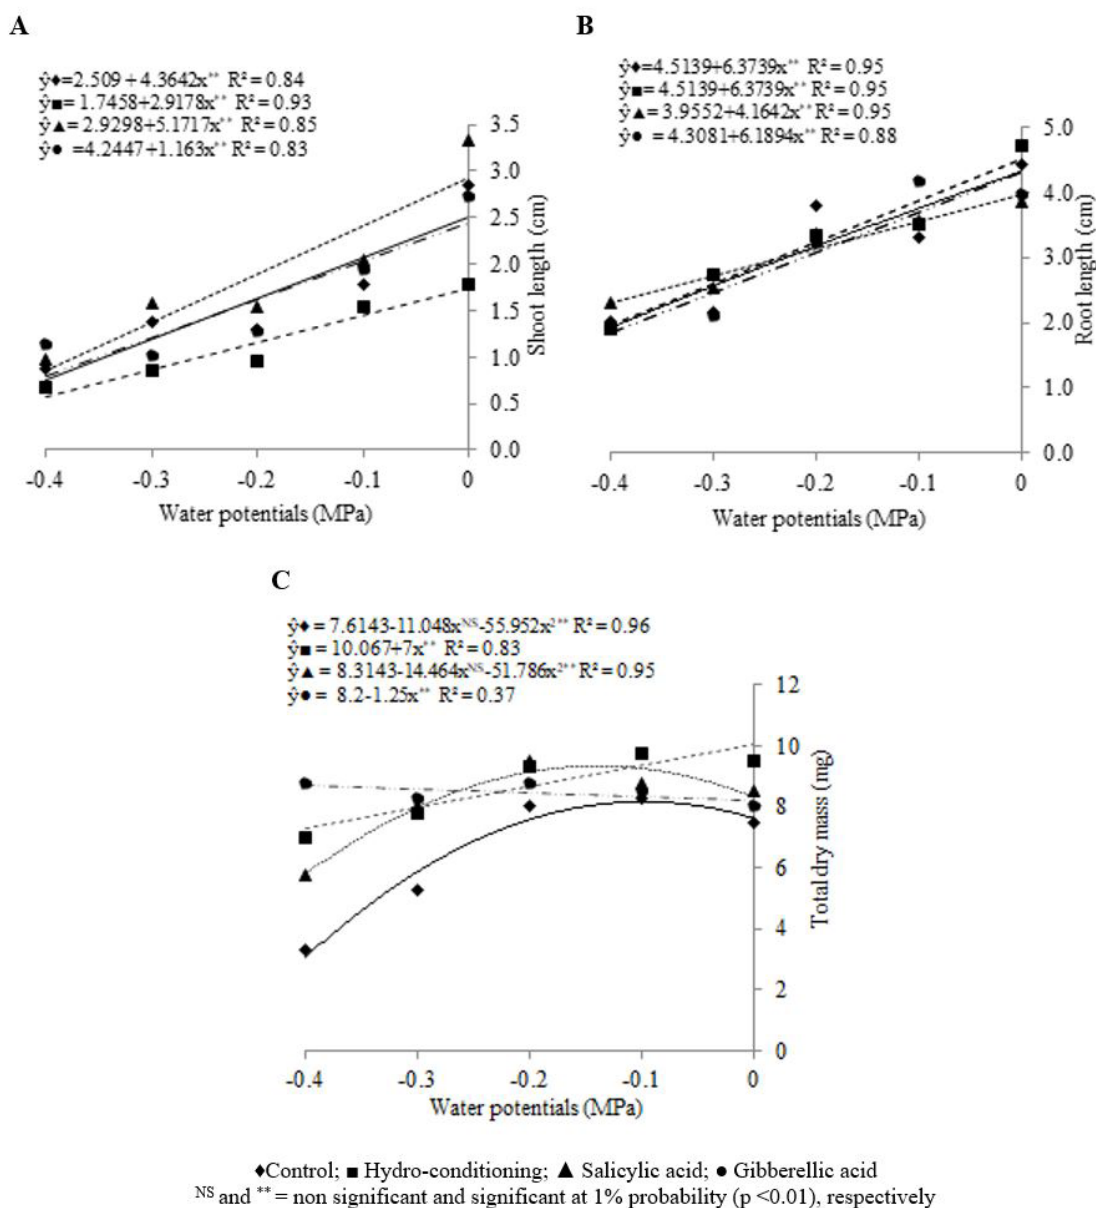 A
ŷ♦=2.509 + 4.3642x** R² = 0.84
ŷ■= 1.7458+2.9178x** R² = 0.93
ŷ▲= 2.9298+5.1717x** R² = 0.85
ŷ● =4.2447+1.163x** R² = 0.83
3.5
3.0
2.5
2.0
1.5
1.0
0.5
0.0
Shoot length (cm)
-0.4 -0.3 -0.2 -0.1 0
Water potentials (MPa)
B
ŷ♦=4.5139+6.3739x** R² = 0.95
ŷ■ = 4.5139+6.3739x** R² = 0.95
ŷ▲ = 3.9552+4.1642x** R² = 0.95
ŷ● = 4.3081+6.1894x** R² = 0.88
5.0
4.0
3.0
2.0
1.0
0.0
Root length (cm)
-0.4 -0.3 -0.2 -0.1 0
Water potentials (MPa)
C
ŷ♦ = 7.6143-11.048xᴺˢ-55.952x²** R² = 0.96
ŷ■ = 10.067+7x** R² = 0.83
ŷ▲ = 8.3143-14.464xᴺˢ-51.786x²** R² = 0.95
ŷ● = 8.2-1.25x** R² = 0.37
12
10
8
6
4
2
0
Total dry mass (mg)
-0.4 -0.3 -0.2 -0.1 0
Water potentials (MPa)
♦Control; ■ Hydro-conditioning; ▲ Salicylic acid; ● Gibberellic acid
NS and ** = non significant and significant at 1% probability (p <0.01), respectively